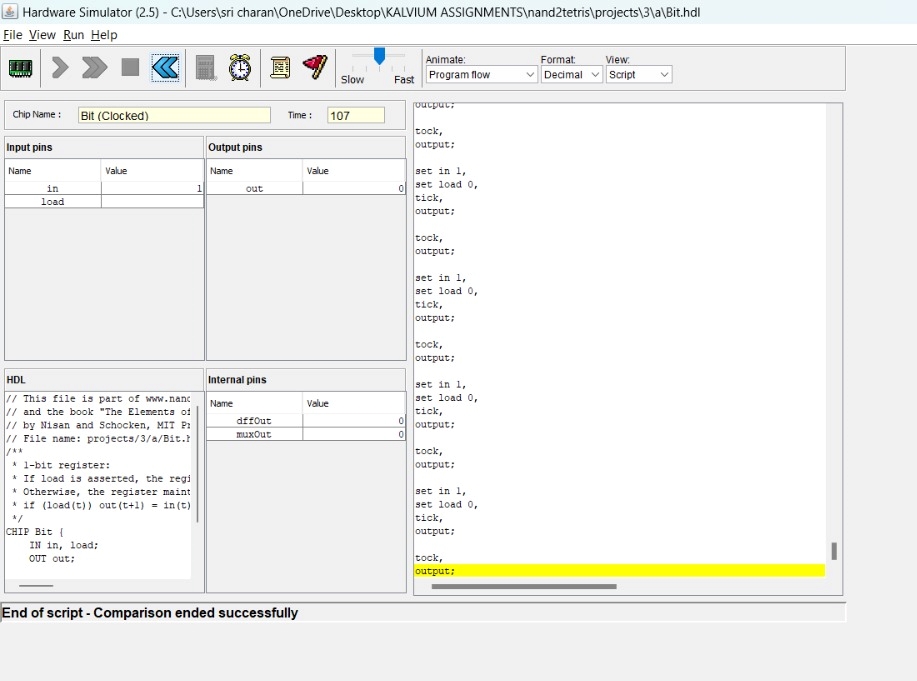 Hardware Simulator (2.5) - C:\Users\sri charan\OneDrive\Desktop\KALVIUM ASSIGNMENTS\nand2tetris\projects\3\a\Bit.hdl
File View Run Help
Slow Fast
Animate: Format: View:
Program flow Decimal Script
Chip Name : Bit (Clocked) Time : 107
Input pins
Name Value
in 1
load
Output pins
Name Value
out 0
HDL
// This file is part of www.nanc
// and the book "The Elements of
// by Nisan and Schocken, MIT Pr
// File name: projects/3/a/Bit.h
/**
* 1-bit register:
* If load is asserted, the regi
* Otherwise, the register maint
* if (load(t)) out(t+1) = in(t)
*/
CHIP Bit {
IN in, load;
OUT out;
Internal pins
Name Value
dffOut 0
muxOut 0
output;
tock,
output;
set in 1,
set load 0,
tick,
output;
tock,
output;
set in 1,
set load 0,
tick,
output;
tock,
output;
set in 1,
set load 0,
tick,
output;
tock,
output;
set in 1,
set load 0,
tick,
output;
tock,
output;
End of script - Comparison ended successfully